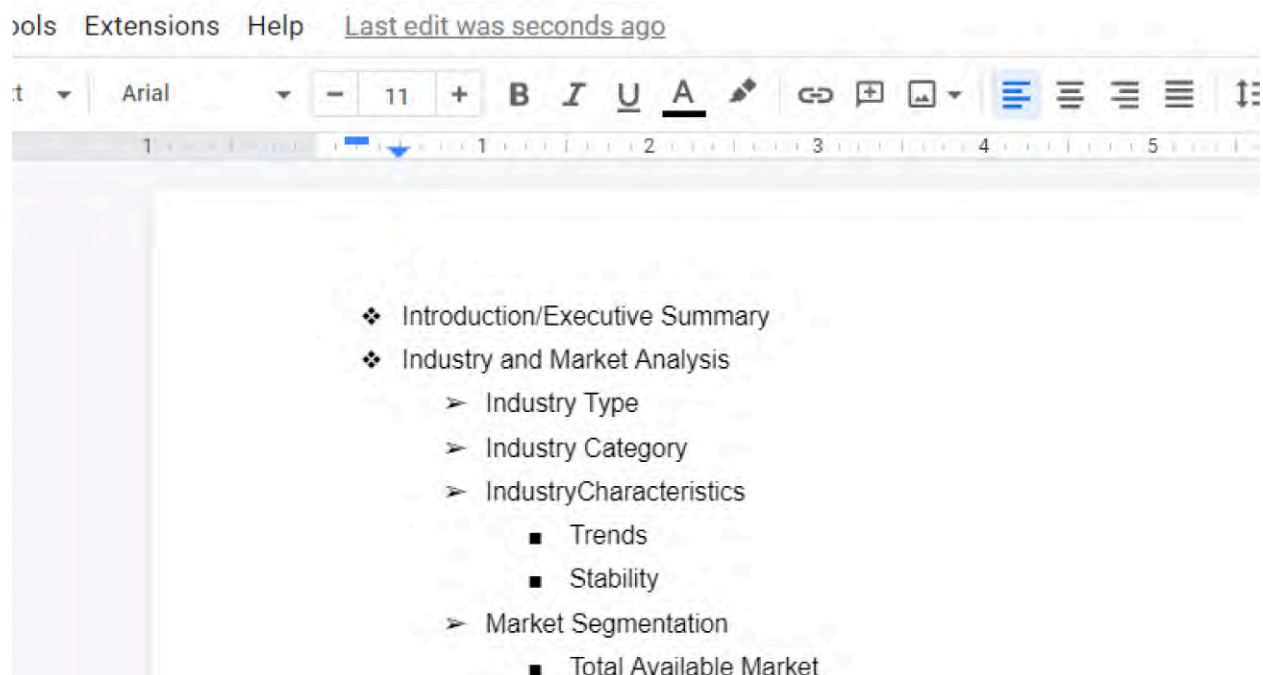 ools Extensions Help Last edit was seconds ago
t Arial - 11 + B I U A
1 1 2 3 4 5
❖ Introduction/Executive Summary
❖ Industry and Market Analysis
➢ Industry Type
➢ Industry Category
➢ IndustryCharacteristics
■ Trends
■ Stability
➢ Market Segmentation
■ Total Available Market